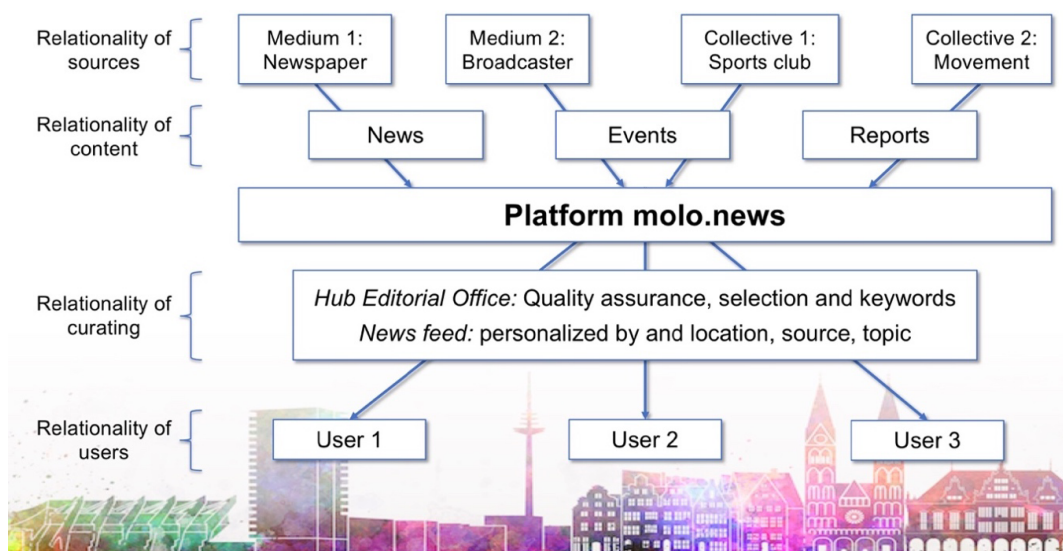 Relationality of
sources
Medium 1:
Newspaper
Medium 2:
Broadcaster
Collective 1:
Sports club
Collective 2:
Movement
Relationality of
content
News
Events
Reports
Platform molo.news
Relationality of
curating
Hub Editorial Office: Quality assurance, selection and keywords
News feed: personalized by and location, source, topic
Relationality of
users
User 1
User 2
User 3